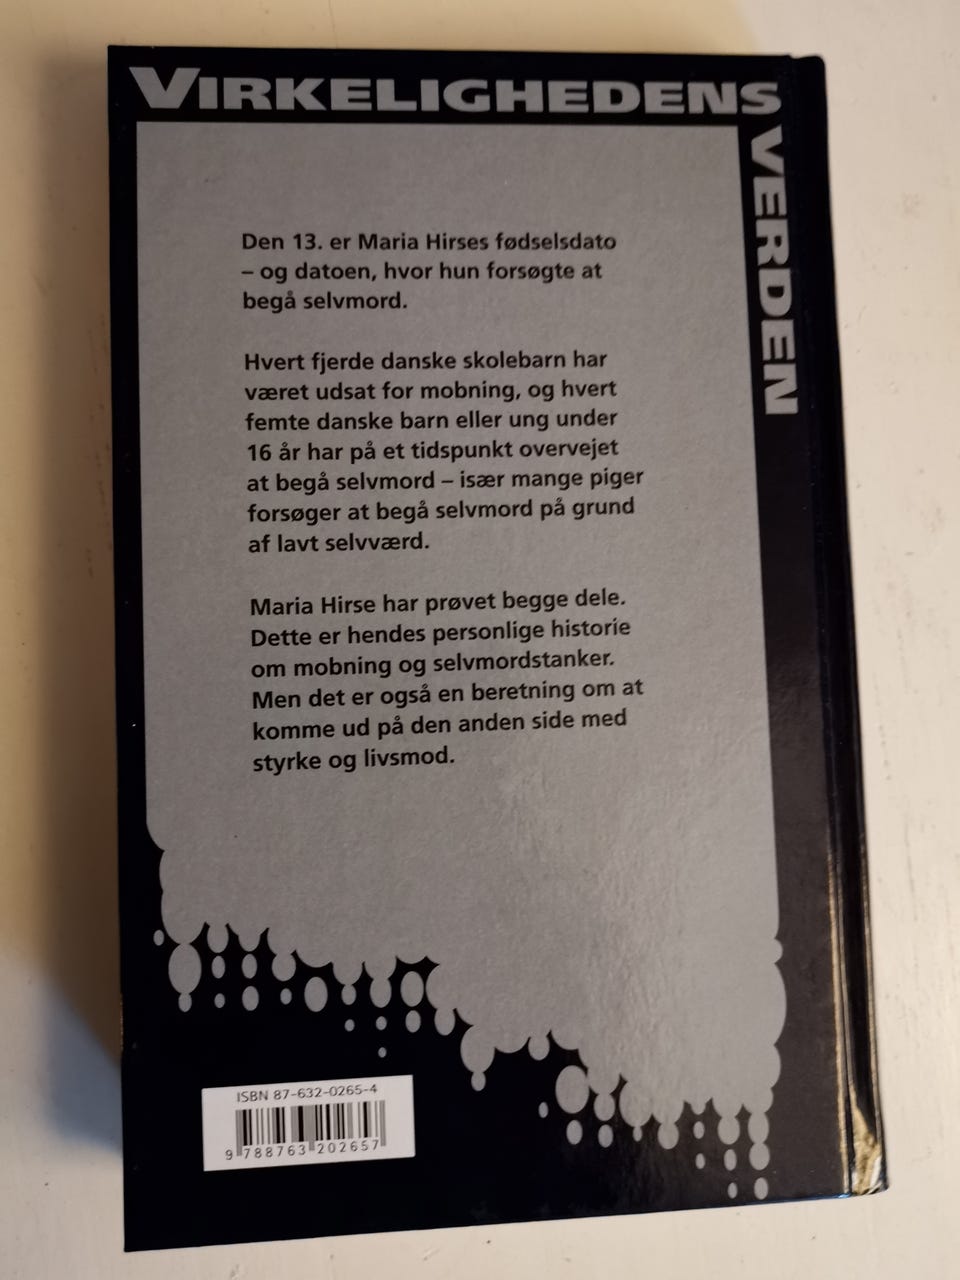 VIRKELIGHEDENS
VERDEN
Den 13. er Maria Hirses fødselsdato
– og datoen, hvor hun forsøgte at
begå selvmord.
Hvert fjerde danske skolebarn har
været udsat for mobning, og hvert
femte danske barn eller ung under
16 år har på et tidspunkt overvejet
at begå selvmord – især mange piger
forsøger at begå selvmord på grund
af lavt selvværd.
Maria Hirse har prøvet begge dele.
Dette er hendes personlige historie
om mobning og selvmordstanker.
Men det er også en beretning om at
komme ud på den anden side med
styrke og livsmod.
ISBN 87-632-0265-4
9 788763 202657